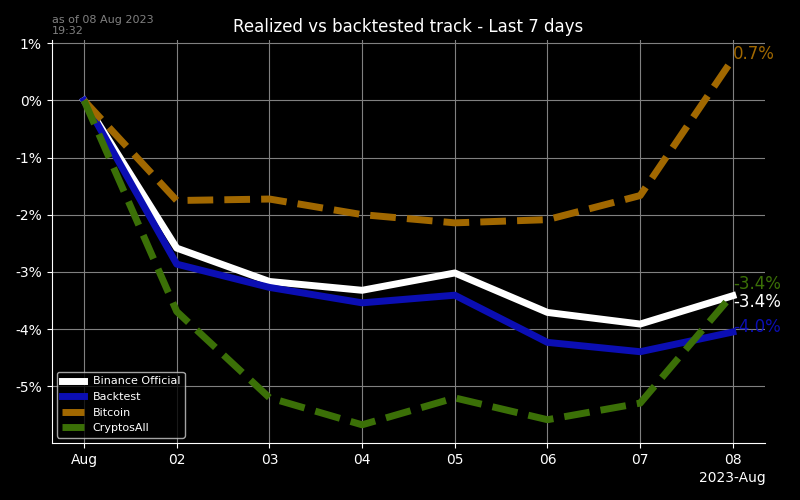 as of 08 Aug 2023
19:32
Realized vs backtested track - Last 7 days
1%
0%
-1%
-2%
-3%
-4%
-5%
0.7%
-3.4%
-3.4%
-4.0%
Binance Official
Backtest
Bitcoin
CryptosAll
Aug 02 03 04 05 06 07 08
2023-Aug